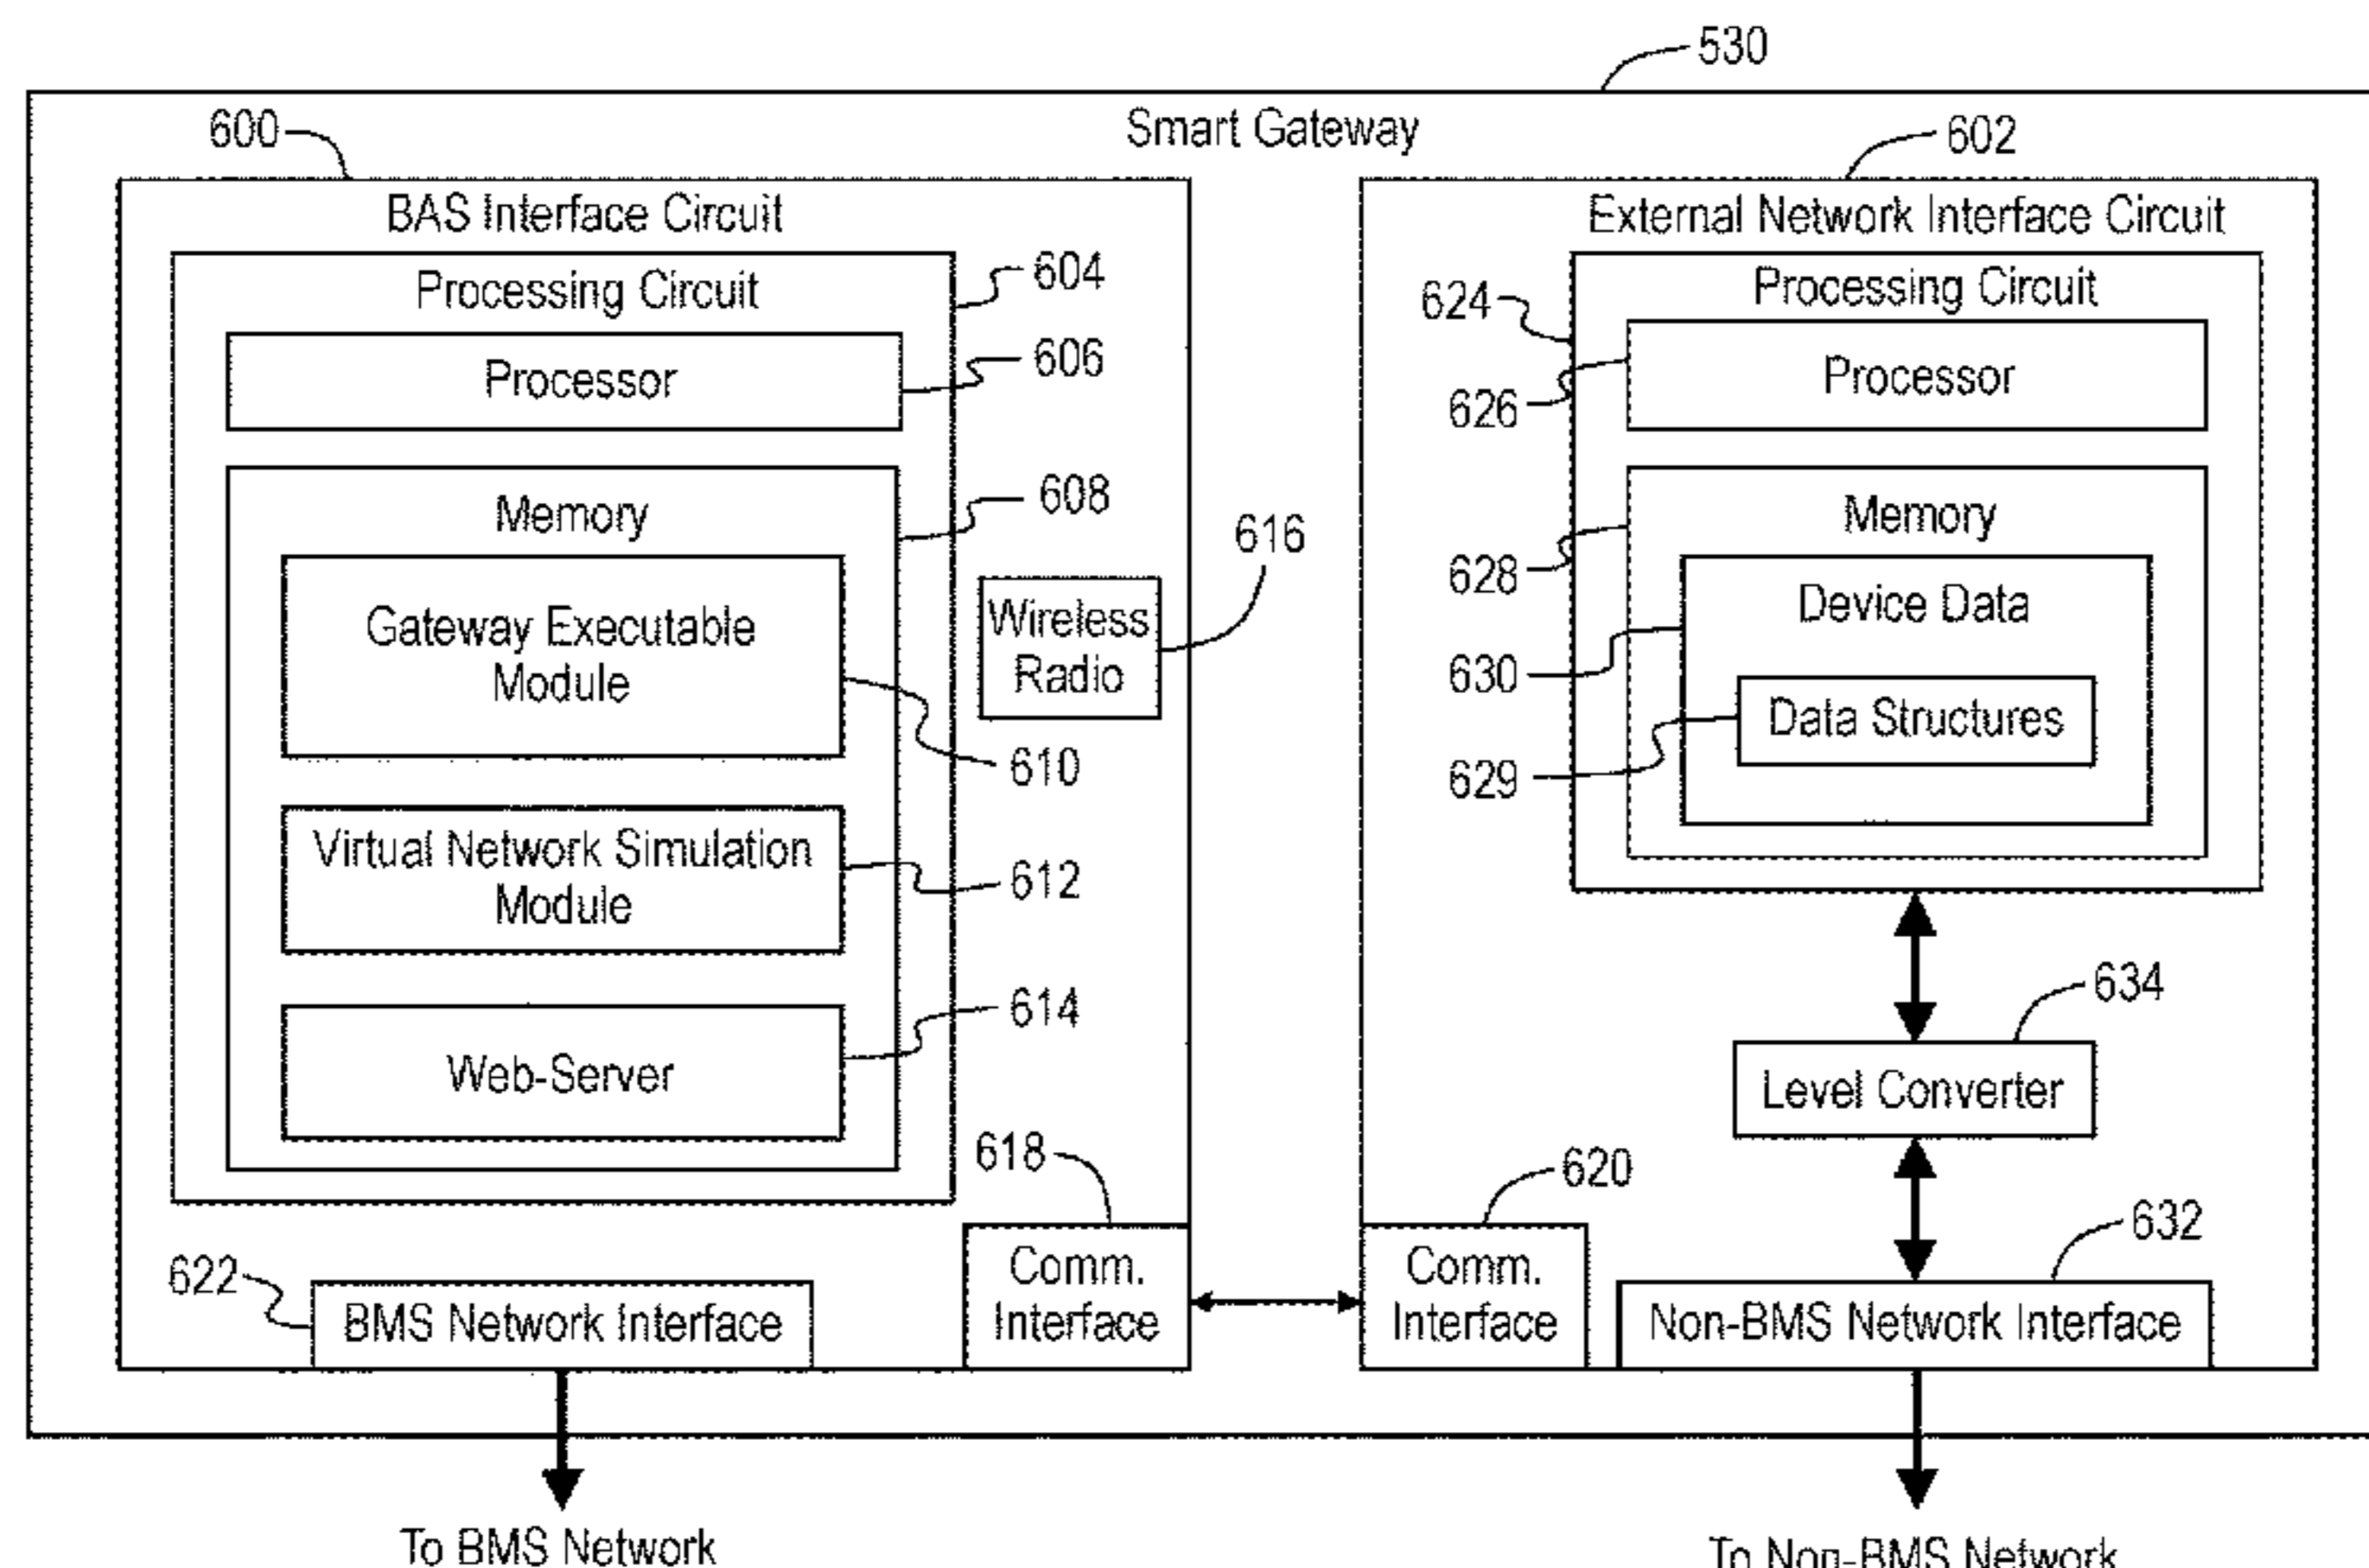 530
Smart Gateway
600
602
BAS Interface Circuit
External Network Interface Circuit
Processing Circuit
604
Processor
606
Memory
608
Gateway Executable
Module
610
Virtual Network Simulation
Module
612
Web-Server
614
Wireless
Radio
616
618
Comm.
Interface
622
BMS Network Interface
To BMS Network
Processing Circuit
624
Processor
626
Memory
628
Device Data
630
Data Structures
629
634
Level Converter
620
Comm.
Interface
632
Non-BMS Network Interface
To Non-BMS Network